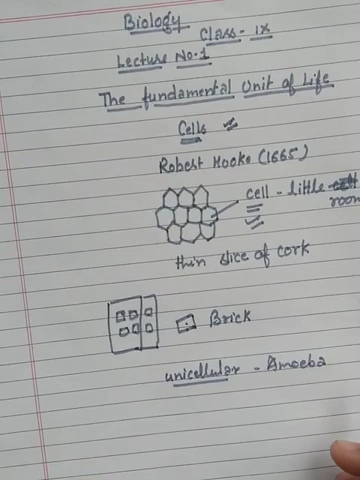 Biology
Class - IX
Lecture No.1
The fundamental Unit of Life
Cells
Robert Hooke (1665)
cell - little
room
thin slice of cork
Brick
unicellular - Amoeba